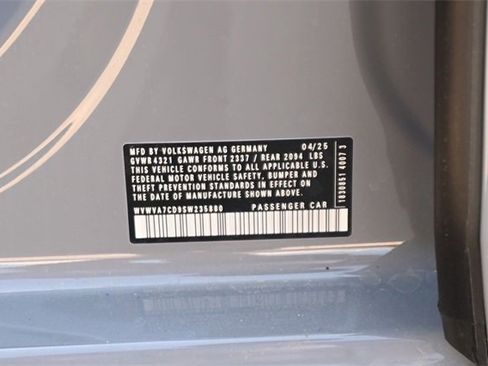 MFD BY VOLKSWAGEN AG GERMANY 04/25
GVWR 4321 GAWR FRONT 2337 / REAR 2094 LBS
THIS VEHICLE CONFORMS TO ALL APPLICABLE U.S.
FEDERAL MOTOR VEHICLE SAFETY, BUMPER AND
THEFT PREVENTION STANDARDS IN EFFECT ON
THE DATE OF MANUFACTURE SHOWN ABOVE.
WVWVA7CD9SW235880 PASSENGER CAR